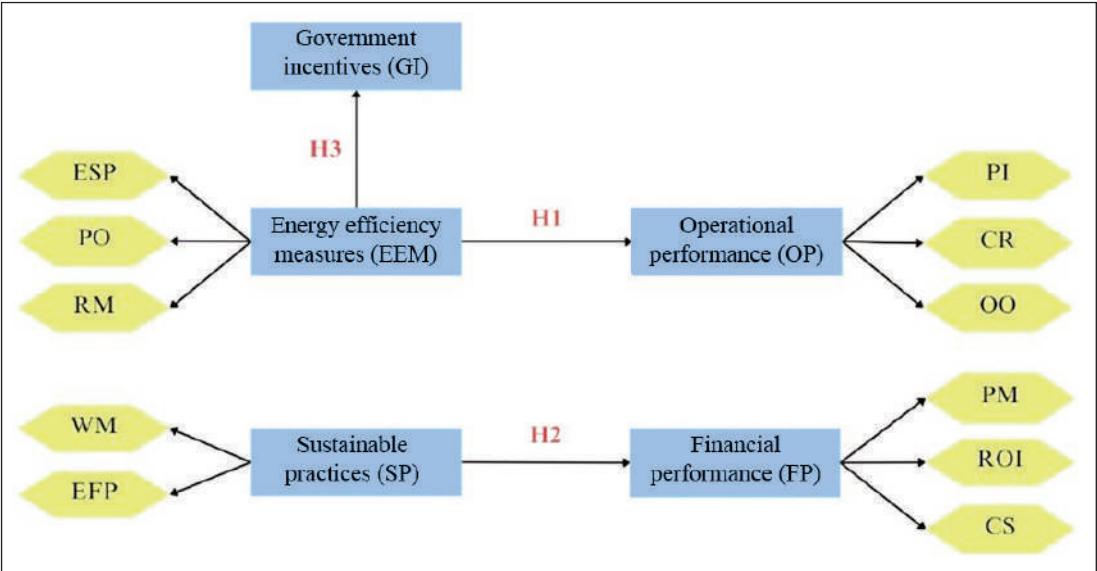 Government
incentives (GI)
H3
ESP
PO
RM
Energy efficiency
measures (EEM)
H1
Operational
performance (OP)
PI
CR
OO
WM
EFP
Sustainable
practices (SP)
H2
Financial
performance (FP)
PM
ROI
CS